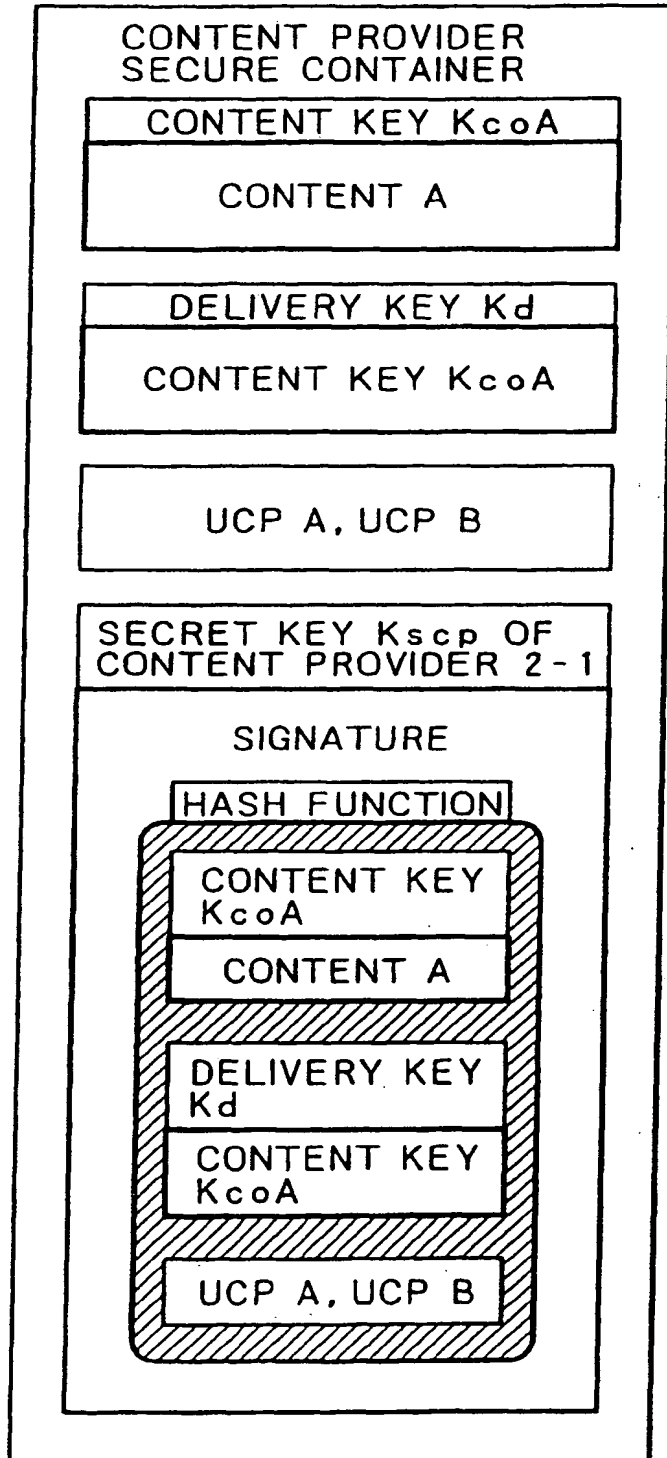 CONTENT PROVIDER
SECURE CONTAINER
CONTENT KEY KcoA
CONTENT A
DELIVERY KEY Kd
CONTENT KEY KcoA
UCP A, UCP B
SECRET KEY Kscp OF
CONTENT PROVIDER 2-1
SIGNATURE
HASH FUNCTION
CONTENT KEY
KcoA
CONTENT A
DELIVERY KEY
Kd
CONTENT KEY
KcoA
UCP A, UCP B